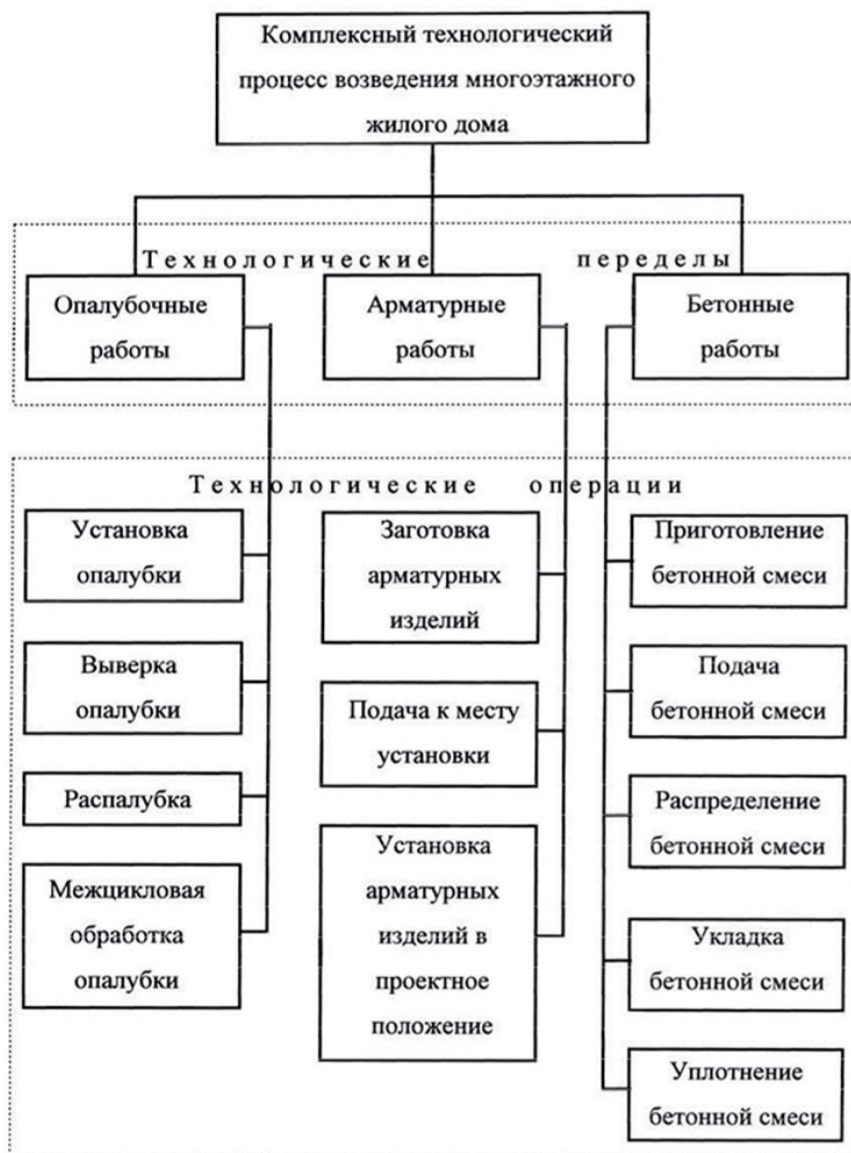 Комплексный технологический
процесс возведения многоэтажного
жилого дома
Технологические переделы
Опалубочные
работы
Арматурные
работы
Бетонные
работы
Технологические операции
Установка
опалубки
Выверка
опалубки
Распалубка
Межцикловая
обработка
опалубки
Заготовка
арматурных
изделий
Подача к месту
установки
Установка
арматурных
изделий в
проектное
положение
Приготовление
бетонной смеси
Подача
бетонной смеси
Распределение
бетонной смеси
Укладка
бетонной смеси
Уплотнение
бетонной смеси